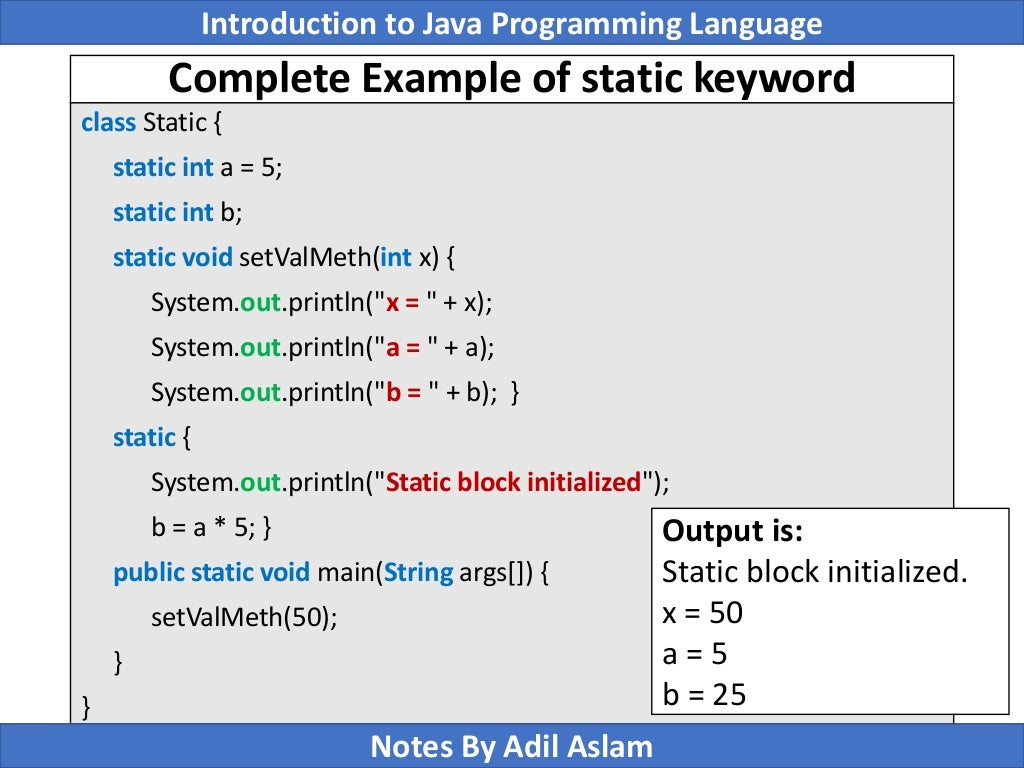 Introduction to Java Programming Language
Complete Example of static keyword
class Static {
static int a = 5;
static int b;
static void setValMeth(int x) {
System.out.println("x = " + x);
System.out.println("a = " + a);
System.out.println("b = " + b); }
static {
System.out.println("Static block initialized");
b = a * 5; }
public static void main(String args[]) {
setValMeth(50);
}
}
Output is:
Static block initialized.
x = 50
a = 5
b = 25
Notes By Adil Aslam